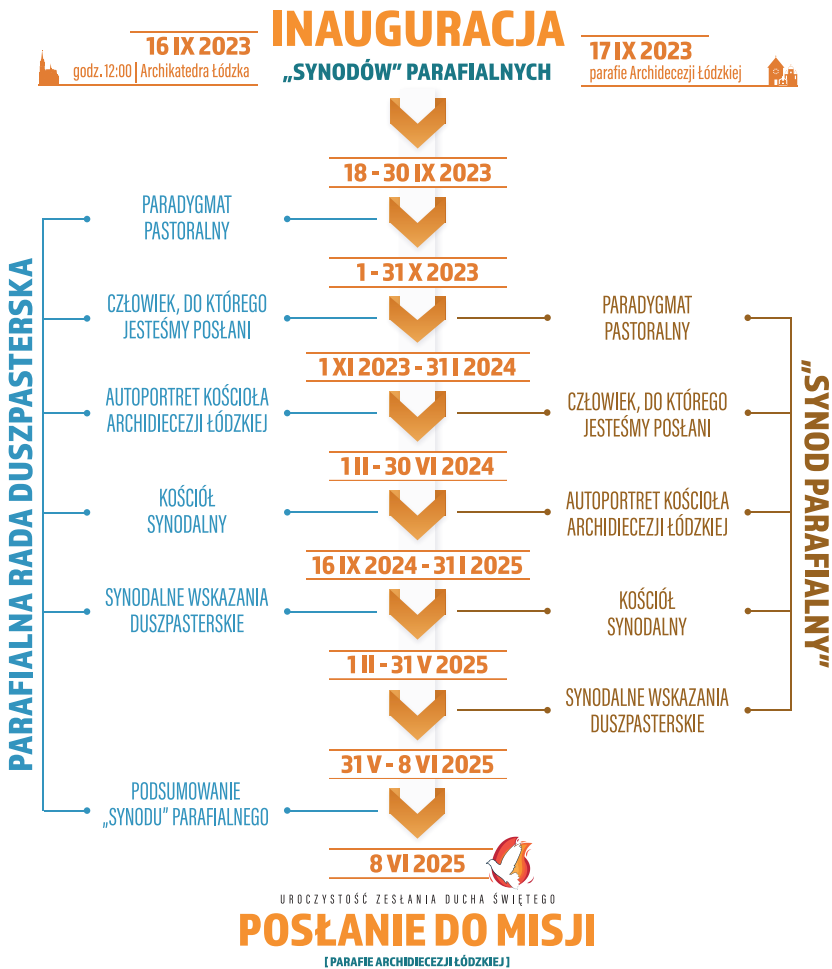 INAUGURACJA
„SYNODÓW” PARAFIALNYCH
16 IX 2023
godz. 12:00 | Archikatedra Łódzka
17 IX 2023
parafie Archidecezji Łódzkiej
18 - 30 IX 2023
PARADYGMAT
PASTORALNY
1 - 31 X 2023
CZŁOWIEK, DO KTÓREGO
JESTEŚMY POSŁANI
PARADYGMAT
PASTORALNY
1 XI 2023 - 31 I 2024
AUTOPORTRET KOŚCIOŁA
ARCHIDIECEZJI ŁÓDZKIEJ
CZŁOWIEK, DO KTÓREGO
JESTEŚMY POSŁANI
1 II - 30 VI 2024
KOŚCIÓŁ
SYNODALNY
AUTOPORTRET KOŚCIOŁA
ARCHIDIECEZJI ŁÓDZKIEJ
16 IX 2024 - 31 I 2025
SYNODALNE WSKAZANIA
DUSZPASTERSKIE
KOŚCIÓŁ
SYNODALNY
1 II - 31 V 2025
SYNODALNE WSKAZANIA
DUSZPASTERSKIE
31 V - 8 VI 2025
PODSUMOWANIE
„SYNODU” PARAFIALNEGO
8 VI 2025
PARAFIALNA RADA DUSZPASTERSKA
„SYNOD PARAFIALNY”
UROCZYSTOŚĆ ZESŁANIA DUCHA ŚWIĘTEGO
POSŁANIE DO MISJI
[ PARAFIE ARCHIDIECEZJI ŁÓDZKIEJ ]